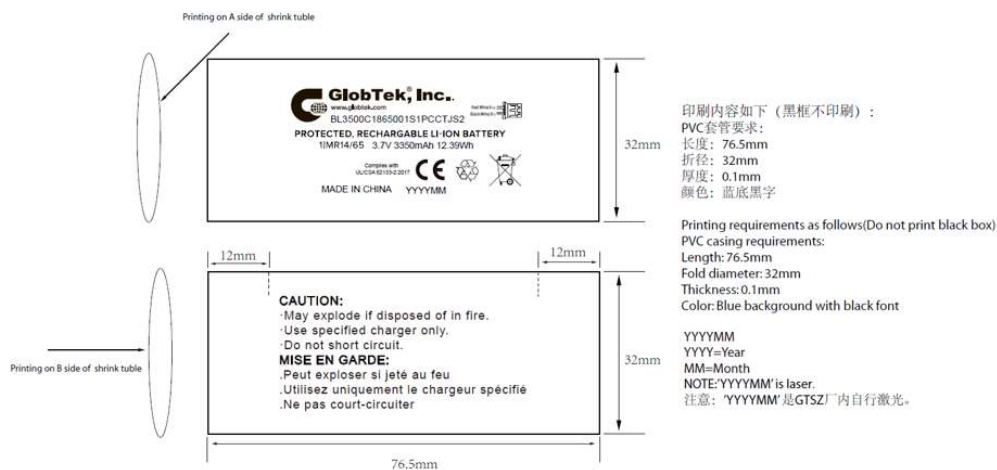 Printing on A side of shrink tuble
GlobTek, Inc.
www.globtek.com
BL3500C1865001S1PCCTJS2
PROTECTED, RECHARGABLE LI-ION BATTERY
1IMR14/65 3.7V 3350mAh 12.39Wh
Complies with
UL/CSA 62133-2:2017
MADE IN CHINA YYYYMM
32mm
印刷内容如下（黑框不印刷）：
PVC套管要求：
长度：76.5mm
折径：32mm
厚度：0.1mm
颜色：蓝底黑字
Printing requirements as follows(Do not print black box)
PVC casing requirements:
Length: 76.5mm
Fold diameter: 32mm
Thickness: 0.1mm
Color: Blue background with black font
YYYYMM
YYYY=Year
MM=Month
NOTE:'YYYYMM' is laser.
注意：'YYYYMM'是GTSZ厂内自行激光。
12mm
12mm
CAUTION:
·May explode if disposed of in fire.
·Use specified charger only.
·Do not short circuit.
MISE EN GARDE:
.Peut exploser si jeté au feu
.Utilisez uniquement le chargeur spécifié
.Ne pas court-circuiter
32mm
Printing on B side of shrink tuble
76.5mm